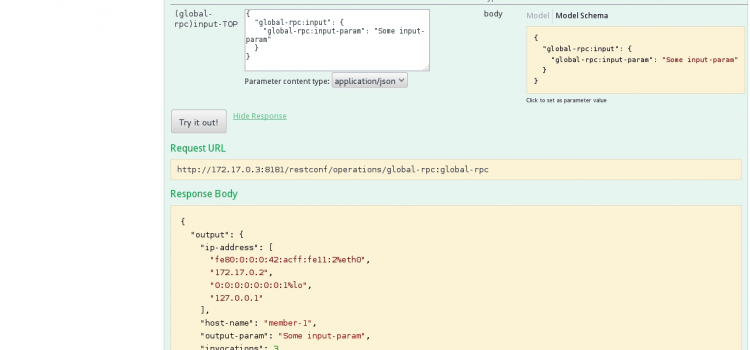 (global-
rpc)input-TOP
{
"global-rpc:input": {
"global-rpc:input-param": "Some input-
param"
}
}
Parameter content type: application/json
body
Model Model Schema
{
"global-rpc:input": {
"global-rpc:input-param": "Some input-param"
}
}
Click to set as parameter value
Try it out!
Hide Response
Request URL
http://172.17.0.3:8181/restconf/operations/global-rpc:global-rpc
Response Body
{
"output": {
"ip-address": [
"fe80:0:0:0:42:acff:fe11:2%eth0",
"172.17.0.2",
"0:0:0:0:0:0:0:1%lo",
"127.0.0.1"
],
"host-name": "member-1",
"output-param": "Some input-param",
"invocations": 3